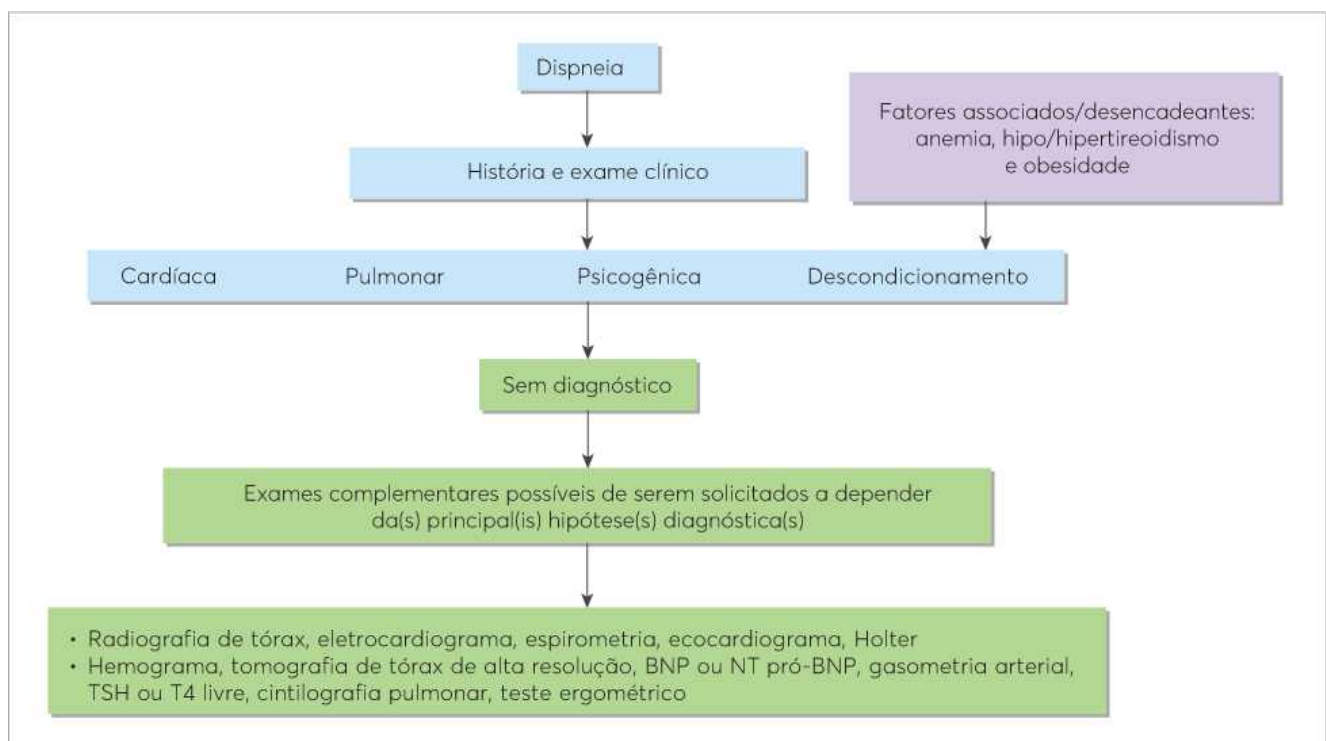 Dispneia
Fatores associados/desencadeantes:
anemia, hipo/hipertireoidismo
e obesidade
História e exame clínico
Cardíaca Pulmonar Psicogênica Descondicionamento
Sem diagnóstico
Exames complementares possíveis de serem solicitados a depender
da(s) principal(is) hipótese(s) diagnóstica(s)
• Radiografia de tórax, eletrocardiograma, espirometria, ecocardiograma, Holter
• Hemograma, tomografia de tórax de alta resolução, BNP ou NT pró-BNP, gasometria arterial,
TSH ou T4 livre, cintilografia pulmonar, teste ergométrico